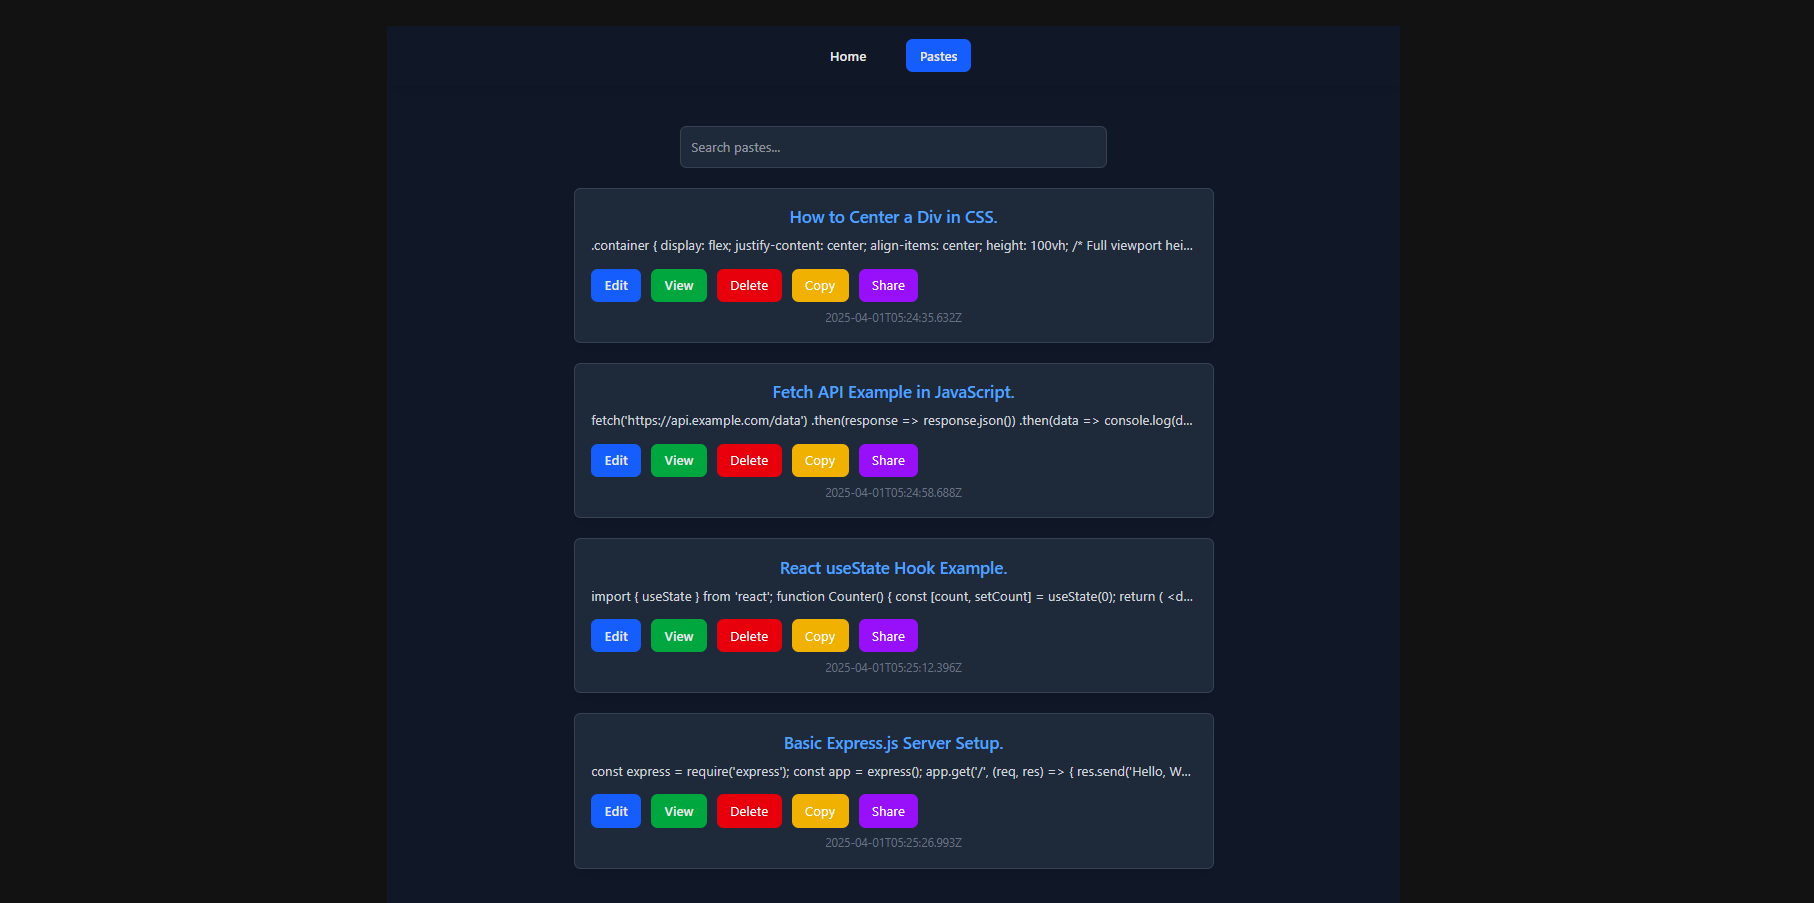 Home Pastes
Search pastes...
How to Center a Div in CSS.
.container { display: flex; justify-content: center; align-items: center; height: 100vh; /* Full viewport hei...
Edit View Delete Copy Share
2025-04-01T05:24:35.632Z
Fetch API Example in JavaScript.
fetch('https://api.example.com/data') .then(response => response.json()) .then(data => console.log(d...
Edit View Delete Copy Share
2025-04-01T05:24:58.688Z
React useState Hook Example.
import { useState } from 'react'; function Counter() { const [count, setCount] = useState(0); return ( <d...
Edit View Delete Copy Share
2025-04-01T05:25:12.396Z
Basic Express.js Server Setup.
const express = require('express'); const app = express(); app.get('/', (req, res) => { res.send('Hello, W...
Edit View Delete Copy Share
2025-04-01T05:25:26.993Z